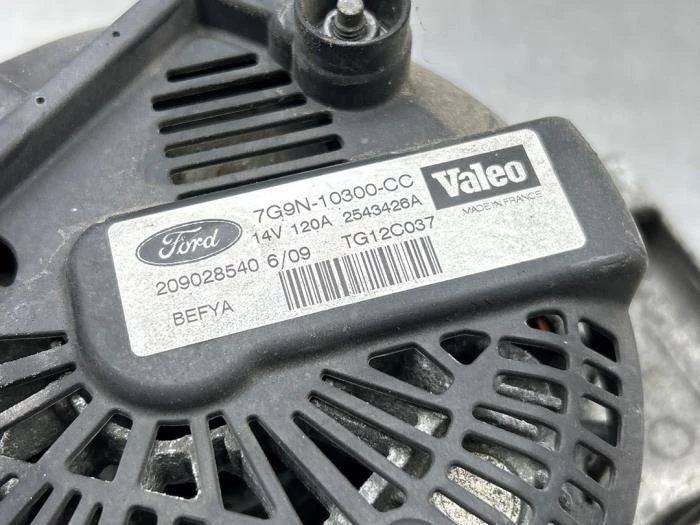 Ford
7G9N-10300-CC
14V 120A 2543426A
209028540 6/09 TG12C037
BEFYA
Valeo
MADE IN FRANCE